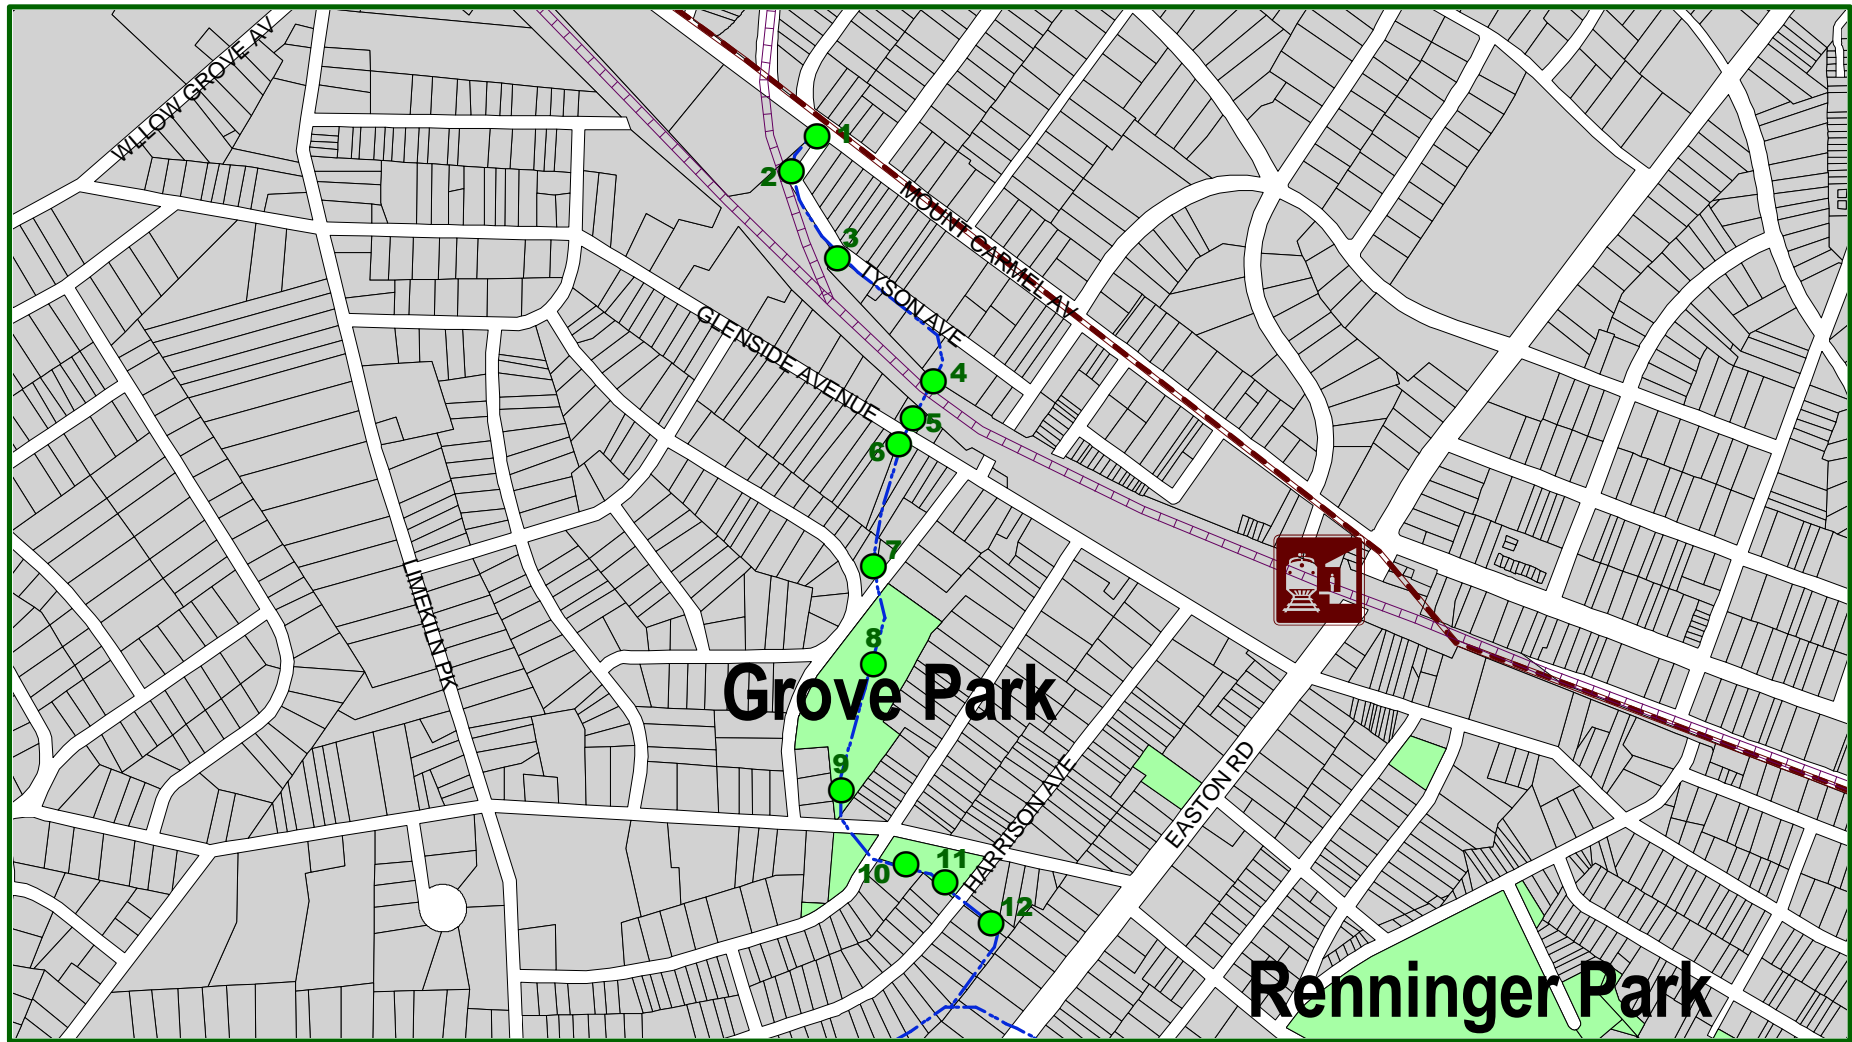 WLLOW GROVE AV
1
2
MOUNT CARMEL AV
3
TYSON AVE
GLENSIDE AVENUE
4
5
6
7
LIMEKILN PK
8
Grove Park
9
HARRISON AVE
EASTON RD
10
11
12
Renninger Park